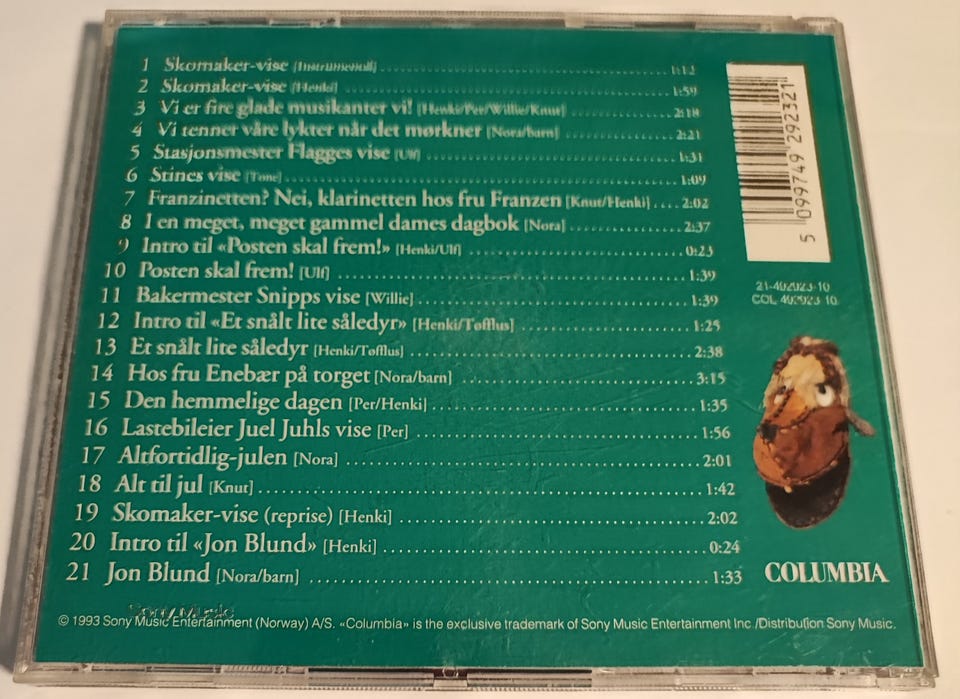 1 Skomaker-vise [Instrumental] 1:12
2 Skomaker-vise [Henki] 1:59
3 Vi er fire glade musikanter vi! [Henki/Per/Willie/Knut] 2:18
4 Vi tenner våre lykter når det mørkner [Nora/barn] 2:21
5 Stasjonsmester Flagges vise [Ulf] 1:31
6 Stines vise [Tone] 1:09
7 Franzinetten? Nei, klarinetten hos fru Franzen [Knut/Henki] 2:02
8 I en meget, meget gammel dames dagbok [Nora] 2:37
9 Intro til «Posten skal frem!» [Henki/Ulf] 0:23
10 Posten skal frem! [Ulf] 1:39
11 Bakermester Snipps vise [Willie] 1:39
12 Intro til «Et snålt lite såledyr» [Henki/Tøfflus] 1:25
13 Et snålt lite såledyr [Henki/Tøfflus] 2:38
14 Hos fru Enebær på torget [Nora/barn] 3:15
15 Den hemmelige dagen [Per/Henki] 1:35
16 Lastebileier Juel Juhls vise [Per] 1:56
17 Altfortidlig-julen [Nora] 2:01
18 Alt til jul [Knut] 1:42
19 Skomaker-vise (reprise) [Henki] 2:02
20 Intro til «Jon Blund» [Henki] 0:24
21 Jon Blund [Nora/barn] 1:33
5 099749 292321
21-492923-10
COL 492923 10
COLUMBIA
Sony Music
© 1993 Sony Music Entertainment (Norway) A/S. «Columbia» is the exclusive trademark of Sony Music Entertainment Inc./Distribution Sony Music.